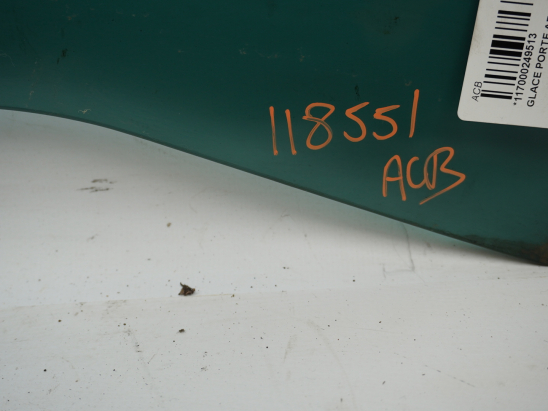 118551
ACB
ACB
*117000249513
GLACE PORTE